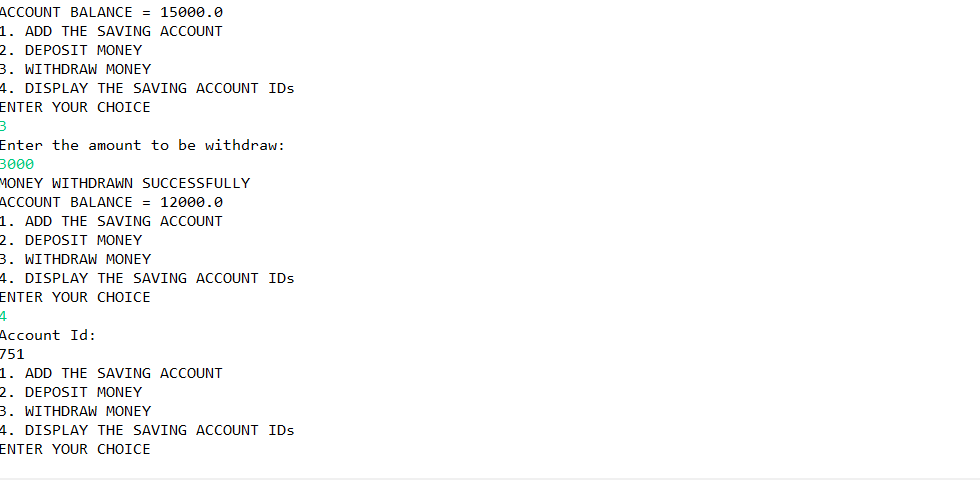 ACCOUNT BALANCE = 15000.0
1. ADD THE SAVING ACCOUNT
2. DEPOSIT MONEY
3. WITHDRAW MONEY
4. DISPLAY THE SAVING ACCOUNT IDs
ENTER YOUR CHOICE
3
Enter the amount to be withdraw:
3000
MONEY WITHDRAWN SUCCESSFULLY
ACCOUNT BALANCE = 12000.0
1. ADD THE SAVING ACCOUNT
2. DEPOSIT MONEY
3. WITHDRAW MONEY
4. DISPLAY THE SAVING ACCOUNT IDs
ENTER YOUR CHOICE
4
Account Id:
751
1. ADD THE SAVING ACCOUNT
2. DEPOSIT MONEY
3. WITHDRAW MONEY
4. DISPLAY THE SAVING ACCOUNT IDs
ENTER YOUR CHOICE